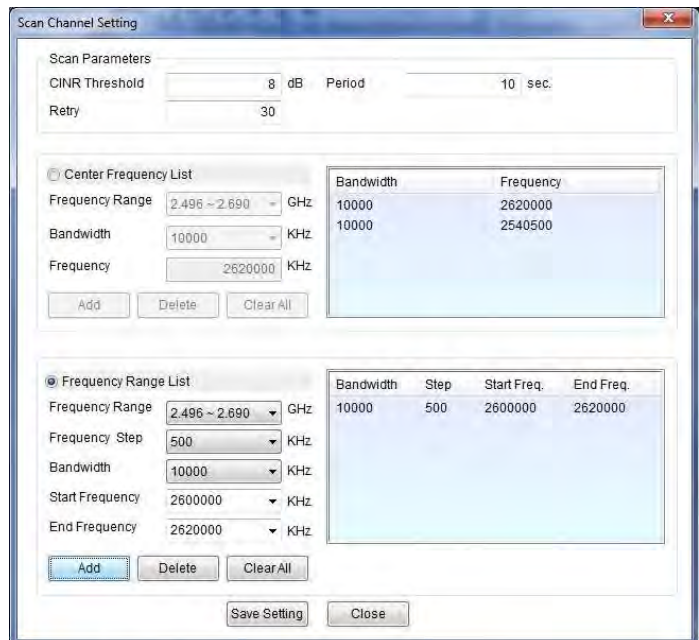 Scan Channel Setting
Scan Parameters
CINR Threshold 8 dB Period 10 sec.
Retry 30
Center Frequency List
Frequency Range 2.496 ~ 2.690 GHz
Bandwidth 10000 KHz
Frequency 2620000 KHz
Add Delete Clear All
Bandwidth Frequency
10000 2620000
10000 2540500
Frequency Range List
Frequency Range 2.496 ~ 2.690 GHz
Frequency Step 500 KHz
Bandwidth 10000 KHz
Start Frequency 2600000 KHz
End Frequency 2620000 KHz
Add Delete Clear All
Bandwidth Step Start Freq. End Freq.
10000 500 2600000 2620000
Save Setting Close